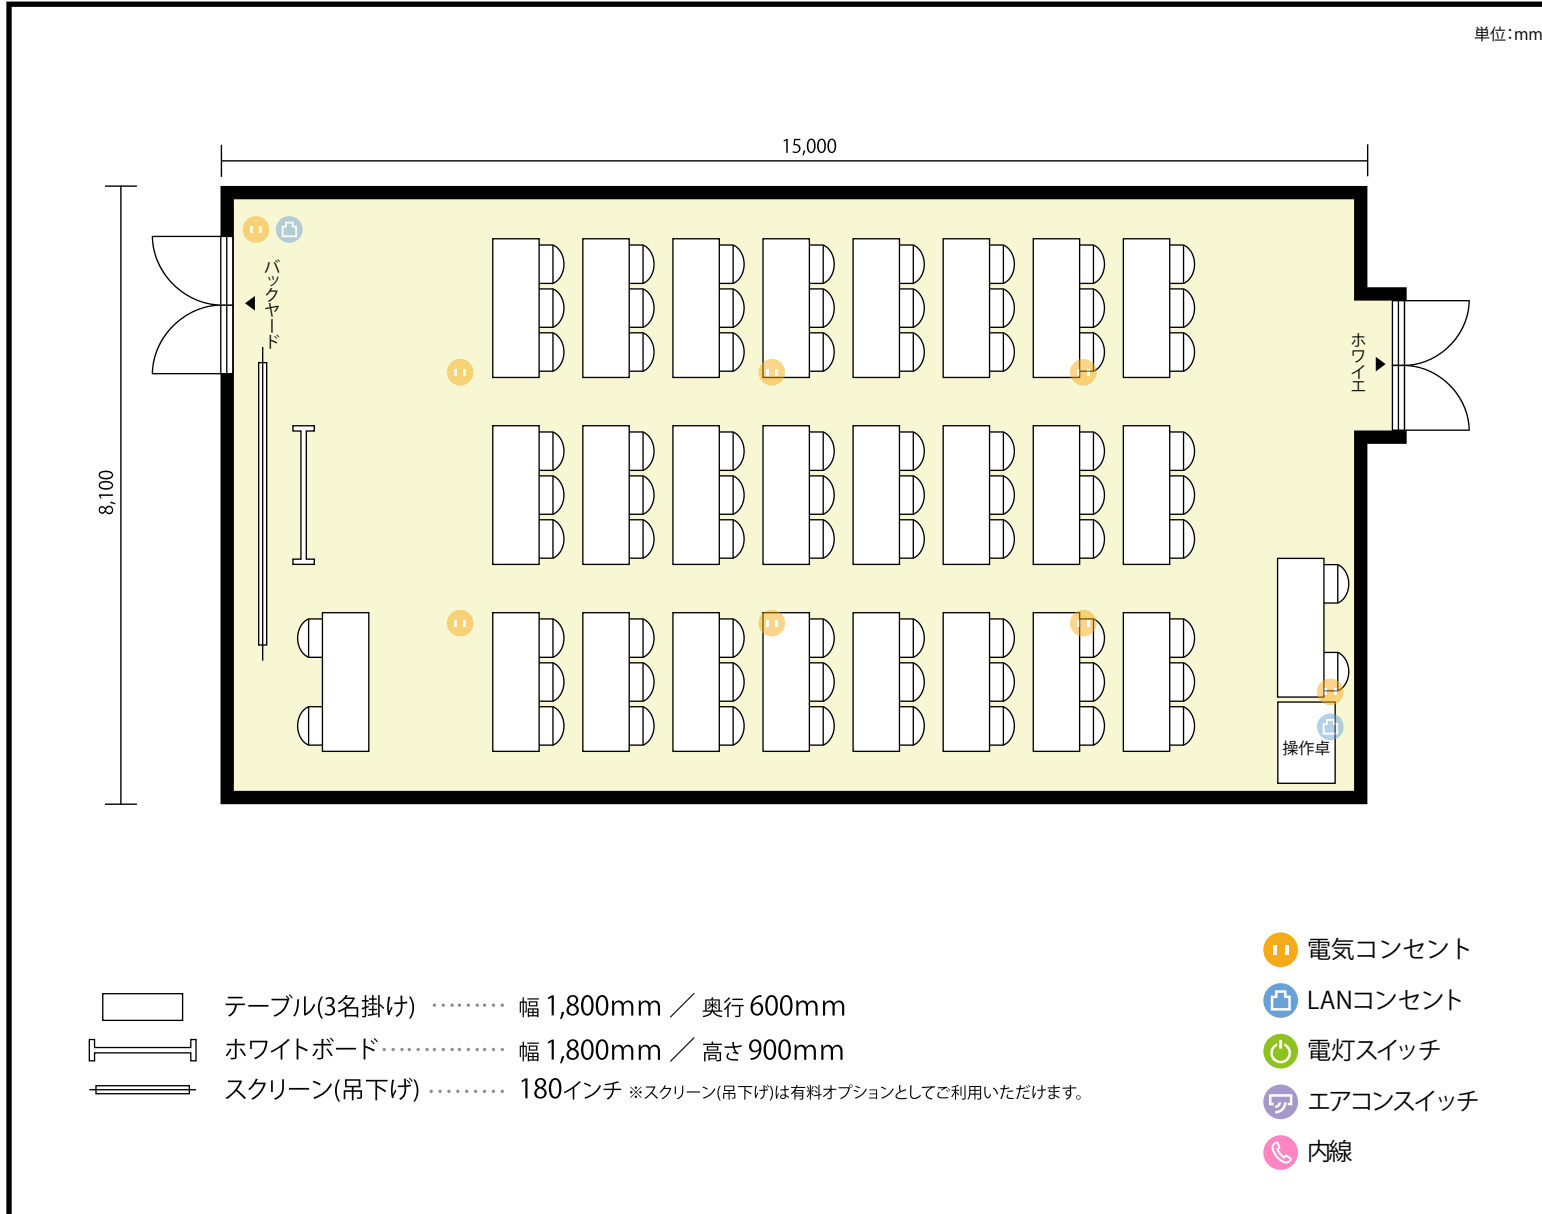 単位：mm
15,000
バックヤード
ホワイエ
8,100
操作卓
電気コンセント
LANコンセント
電灯スイッチ
エアコンスイッチ
内線
テーブル(3名掛け) ……… 幅 1,800mm ／ 奥行 600mm
ホワイトボード…………… 幅 1,800mm ／ 高さ 900mm
スクリーン(吊下げ) ……… 180インチ ※スクリーン(吊下げ)は有料オプションとしてご利用いただけます。